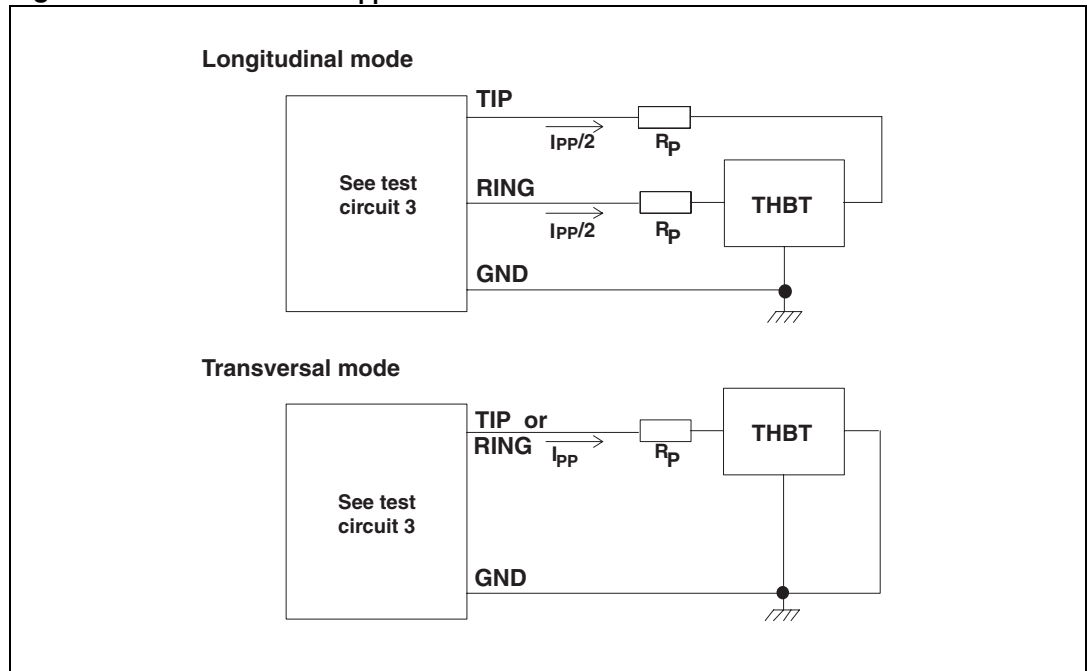 Longitudinal mode
TIP
IPP/2
RP
See test
circuit 3
RING
IPP/2
RP
THBT
GND
Transversal mode
TIP or
RING
IPP
RP
THBT
See test
circuit 3
GND